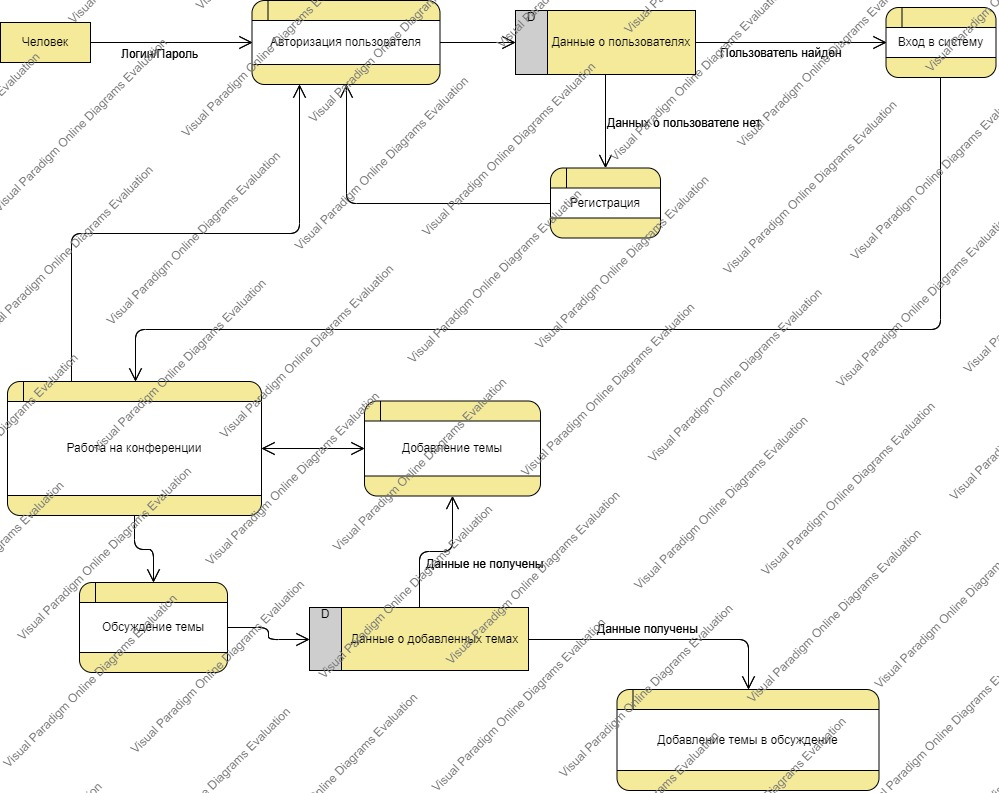 Человек
Логин/Пароль
Авторизация пользователя
D
Данные о пользователях
Пользователь найден
Вход в систему
Данных о пользователе нет
Регистрация
Работа на конференции
Добавление темы
Данные не получены
Обсуждение темы
D
Данные о добавленных темах
Данные получены
Добавление темы в обсуждение
Visual Paradigm Online Diagrams Evaluation